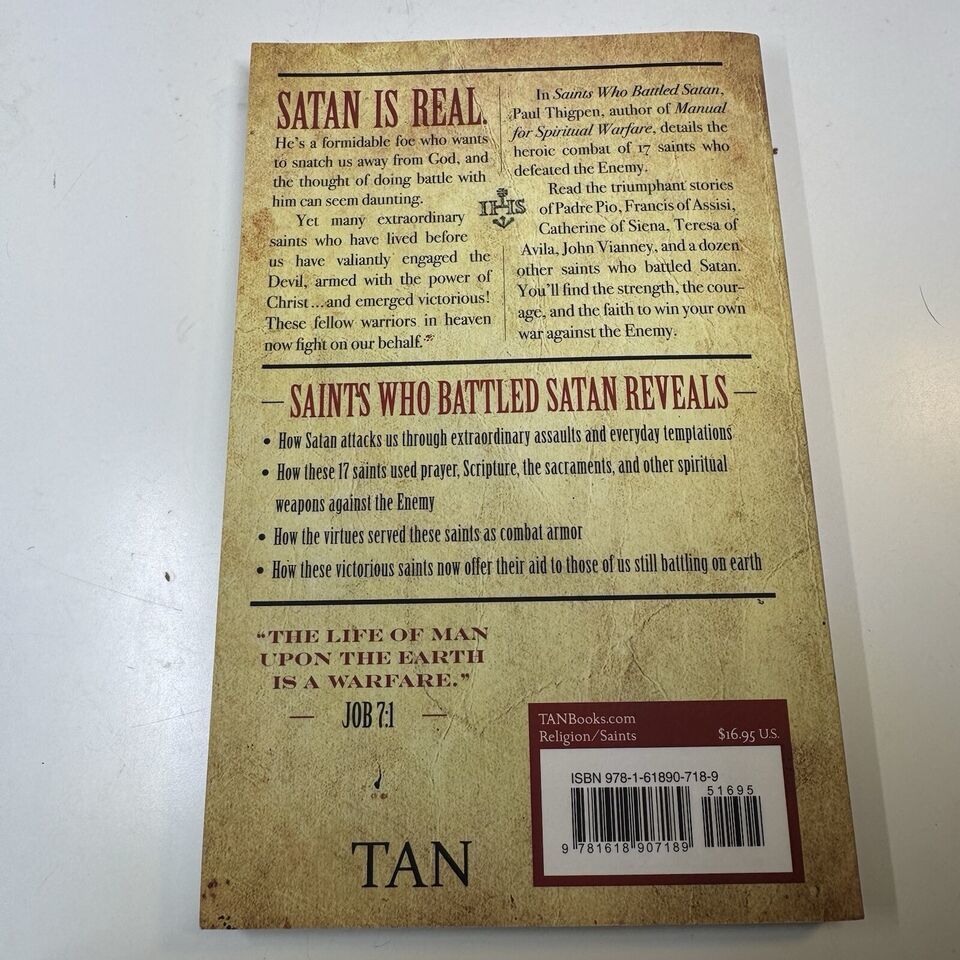 SATAN IS REAL.
He's a formidable foe who wants
to snatch us away from God, and
the thought of doing battle with
him can seem daunting.
Yet many extraordinary
saints who have lived before
us have valiantly engaged the
Devil, armed with the power of
Christ...and emerged victorious!
These fellow warriors in heaven
now fight on our behalf.
IHS
In Saints Who Battled Satan,
Paul Thigpen, author of Manual
for Spiritual Warfare, details the
heroic combat of 17 saints who
defeated the Enemy.
Read the triumphant stories
of Padre Pio, Francis of Assisi,
Catherine of Siena, Teresa of
Avila, John Vianney, and a dozen
other saints who battled Satan.
You'll find the strength, the cour-
age, and the faith to win your own
war against the Enemy.
SAINTS WHO BATTLED SATAN REVEALS
• How Satan attacks us through extraordinary assaults and everyday temptations
• How these 17 saints used prayer, Scripture, the sacraments, and other spiritual
weapons against the Enemy
• How the virtues served these saints as combat armor
• How these victorious saints now offer their aid to those of us still battling on earth
"THE LIFE OF MAN
UPON THE EARTH
IS A WARFARE."
— JOB 7:1 —
TAN
TANBooks.com
Religion/Saints $16.95 U.S.
ISBN 978-1-61890-718-9
51695
9 781618 907189